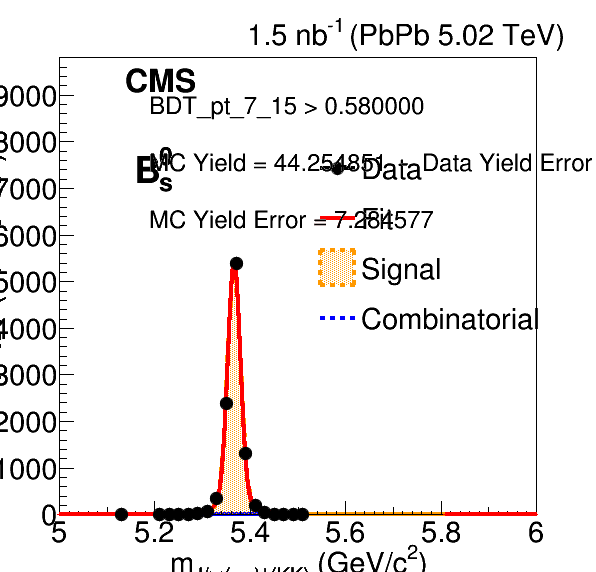 1.5 nb-1 (PbPb 5.02 TeV)
CMS
BDT_pt_7_15 > 0.580000
B0s
MC Yield = 44.254851 Data Yield Error
Data
MC Yield Error = 7.284577
Fit
Signal
Combinatorial
9000
8000
7000
6000
5000
4000
3000
2000
1000
0
5 5.2 5.4 5.6 5.8 6
m (GeV/c2)